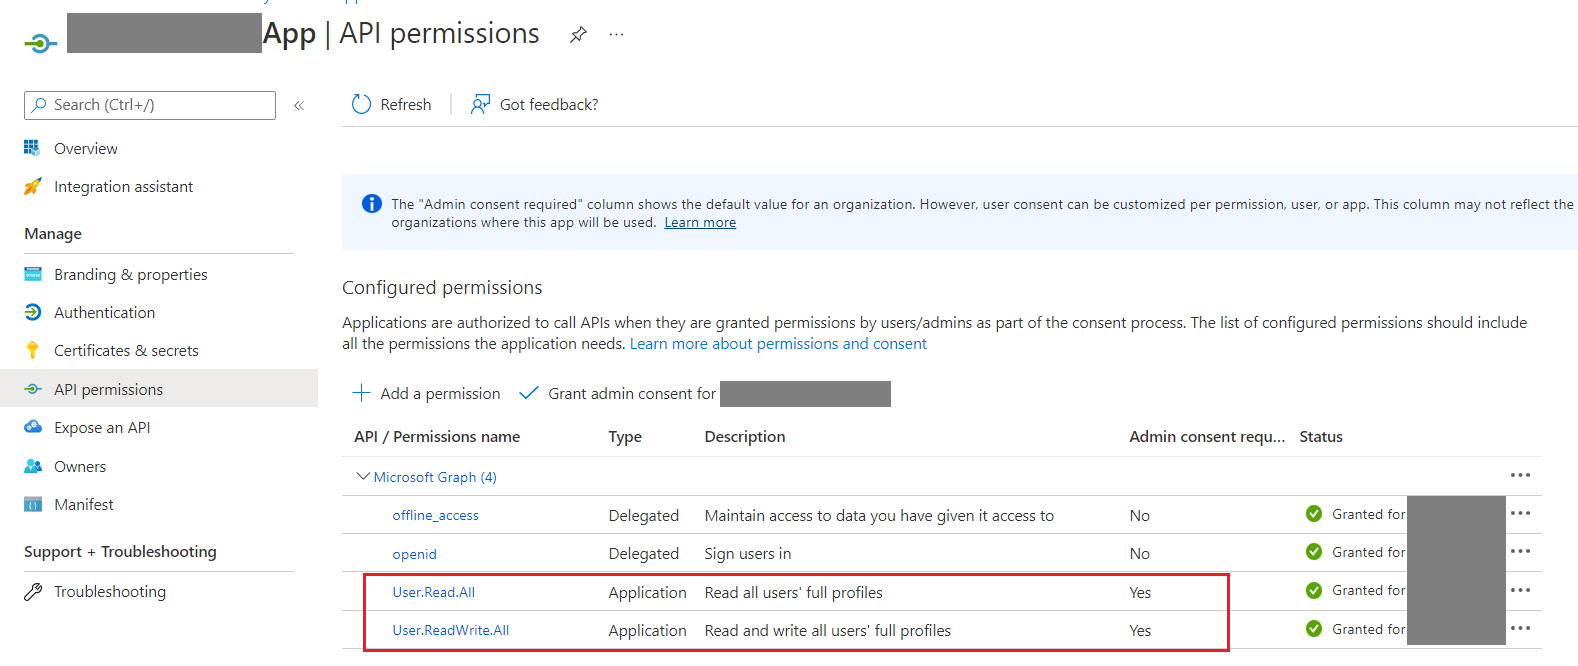 App | API permissions
Search (Ctrl+/)
«
Refresh
Got feedback?
Overview
Integration assistant
Manage
Branding & properties
Authentication
Certificates & secrets
API permissions
Expose an API
Owners
Manifest
Support + Troubleshooting
Troubleshooting
The "Admin consent required" column shows the default value for an organization. However, user consent can be customized per permission, user, or app. This column may not reflect the
organizations where this app will be used. Learn more
Configured permissions
Applications are authorized to call APIs when they are granted permissions by users/admins as part of the consent process. The list of configured permissions should include
all the permissions the application needs. Learn more about permissions and consent
Add a permission
Grant admin consent for
API / Permissions name Type Description Admin consent requ... Status
Microsoft Graph (4)
offline_access Delegated Maintain access to data you have given it access to No Granted for
openid Delegated Sign users in No Granted for
User.Read.All Application Read all users' full profiles Yes Granted for
User.ReadWrite.All Application Read and write all users' full profiles Yes Granted for